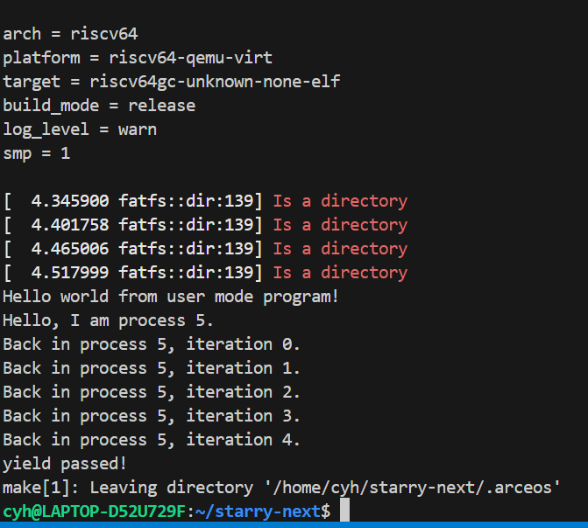 arch = riscv64
platform = riscv64-qemu-virt
target = riscv64gc-unknown-none-elf
build_mode = release
log_level = warn
smp = 1
[  4.345900 fatfs::dir:139] Is a directory
[  4.401758 fatfs::dir:139] Is a directory
[  4.465006 fatfs::dir:139] Is a directory
[  4.517999 fatfs::dir:139] Is a directory
Hello world from user mode program!
Hello, I am process 5.
Back in process 5, iteration 0.
Back in process 5, iteration 1.
Back in process 5, iteration 2.
Back in process 5, iteration 3.
Back in process 5, iteration 4.
yield passed!
make[1]: Leaving directory '/home/cyh/starry-next/.arceos'
cyh@LAPTOP-D52U729F:~/starry-next$